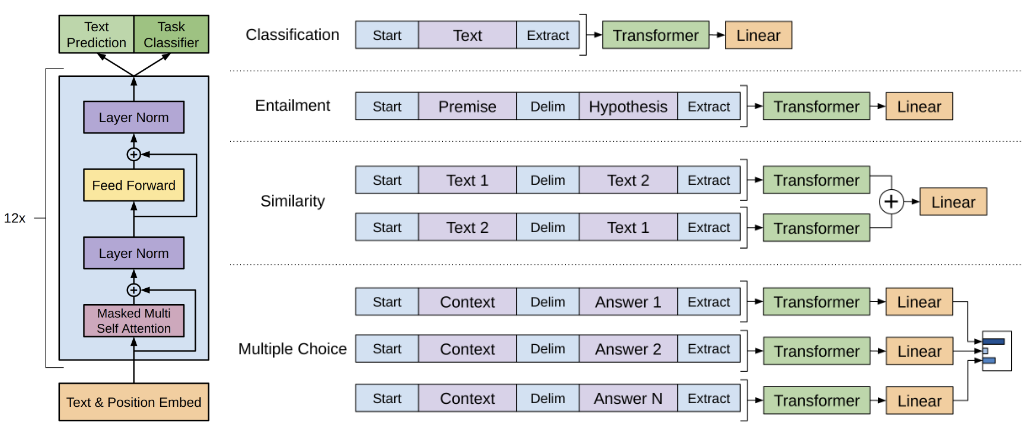 Text
Prediction
Task
Classifier
12x
Layer Norm
+
Feed Forward
Layer Norm
+
Masked Multi
Self Attention
Text & Position Embed
Classification
Start Text Extract Transformer Linear
Entailment
Start Premise Delim Hypothesis Extract Transformer Linear
Similarity
Start Text 1 Delim Text 2 Extract Transformer
+ Linear
Start Text 2 Delim Text 1 Extract Transformer
Multiple Choice
Start Context Delim Answer 1 Extract Transformer Linear
Start Context Delim Answer 2 Extract Transformer Linear
Start Context Delim Answer N Extract Transformer Linear